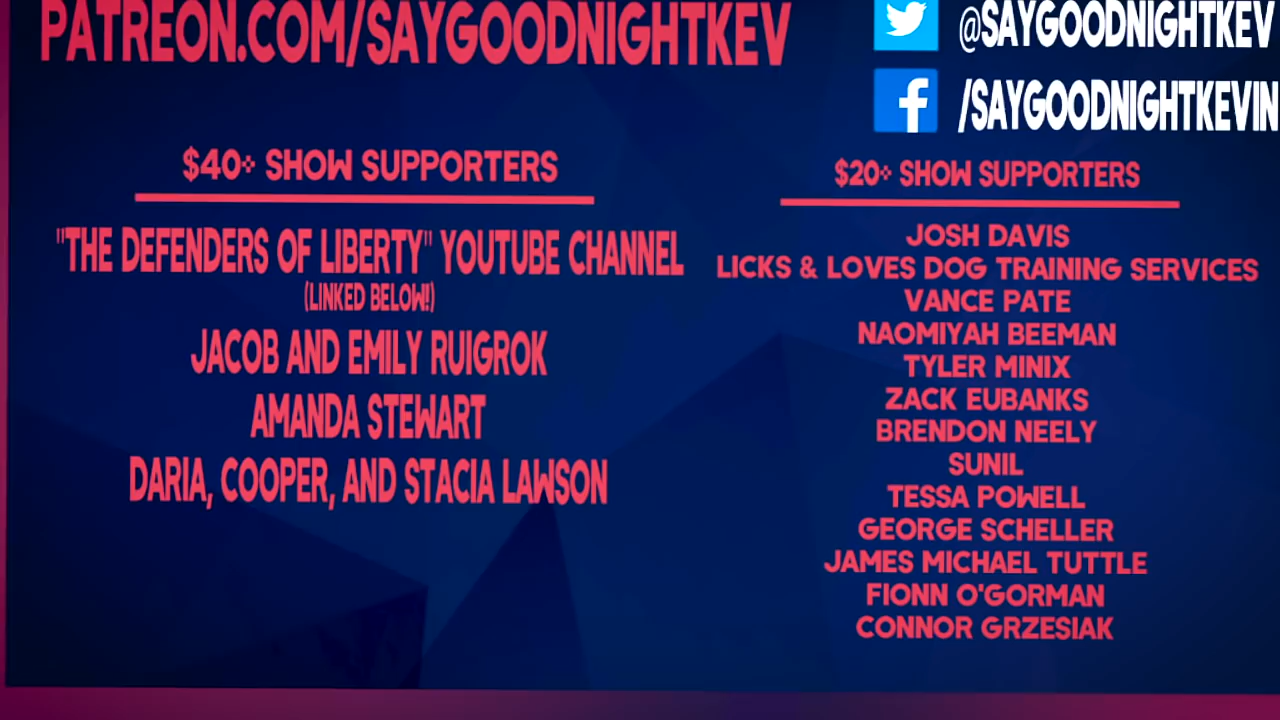 PATREON.COM/SAYGOODNIGHTKEV
@SAYGOODNIGHTKEV
/SAYGOODNIGHTKEVIN
$40+ SHOW SUPPORTERS
"THE DEFENDERS OF LIBERTY" YOUTUBE CHANNEL
(LINKED BELOW!)
JACOB AND EMILY RUIGROK
AMANDA STEWART
DARIA, COOPER, AND STACIA LAWSON
$20+ SHOW SUPPORTERS
JOSH DAVIS
LICKS & LOVES DOG TRAINING SERVICES
VANCE PATE
NAOMIYAH BEEMAN
TYLER MINIX
ZACK EUBANKS
BRENDON NEELY
SUNIL
TESSA POWELL
GEORGE SCHELLER
JAMES MICHAEL TUTTLE
FIONN O'GORMAN
CONNOR GRZESIAK